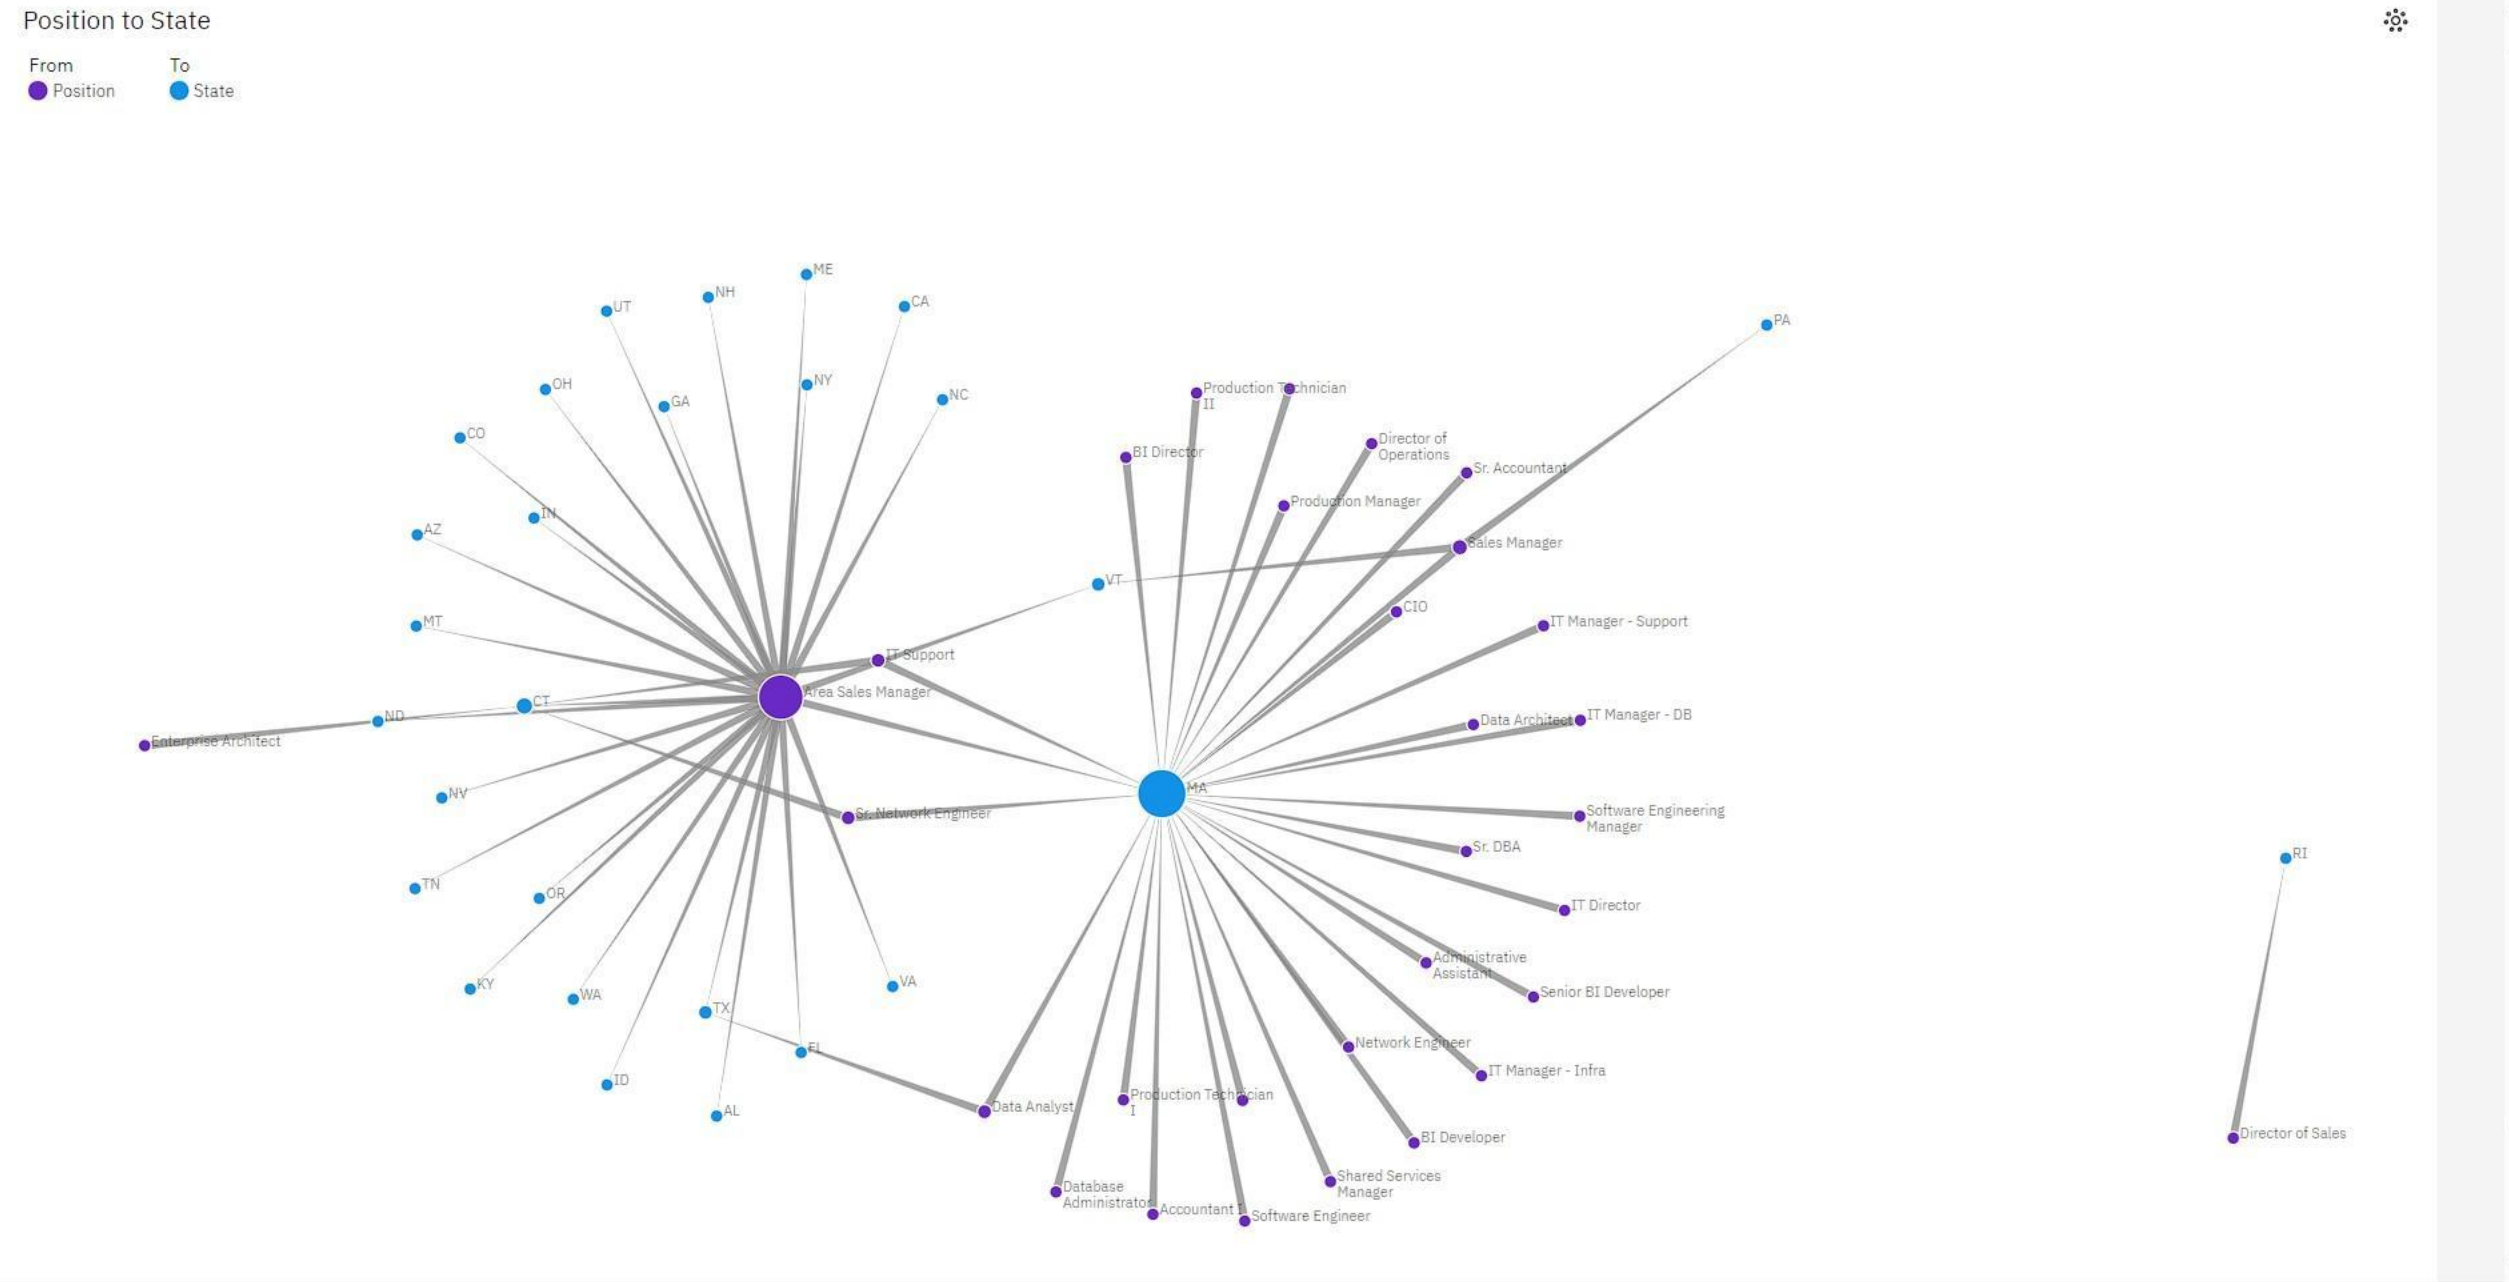 Position to State
From To
Position State
ME
NH
CA
UT
PA
NY
OH
Production Technician
II
NC
GA
CO
Director of
Operations
BI Director
Sr. Accountant
Production Manager
IN
AZ
Sales Manager
VT
CIO
MT
IT Manager - Support
IT Support
Area Sales Manager
CT
ND
Data Architect
IT Manager - DB
Enterprise Architect
MA
NV
Sr. Network Engineer
Software Engineering
Manager
Sr. DBA
RI
TN
OR
IT Director
Administrative
Assistant
VA
KY
WA
Senior BI Developer
TX
Network Engineer
FL
IT Manager - Infra
ID
Production Technician
I
Data Analyst
AL
Director of Sales
BI Developer
Shared Services
Manager
Database
Administrator
Accountant I
Software Engineer